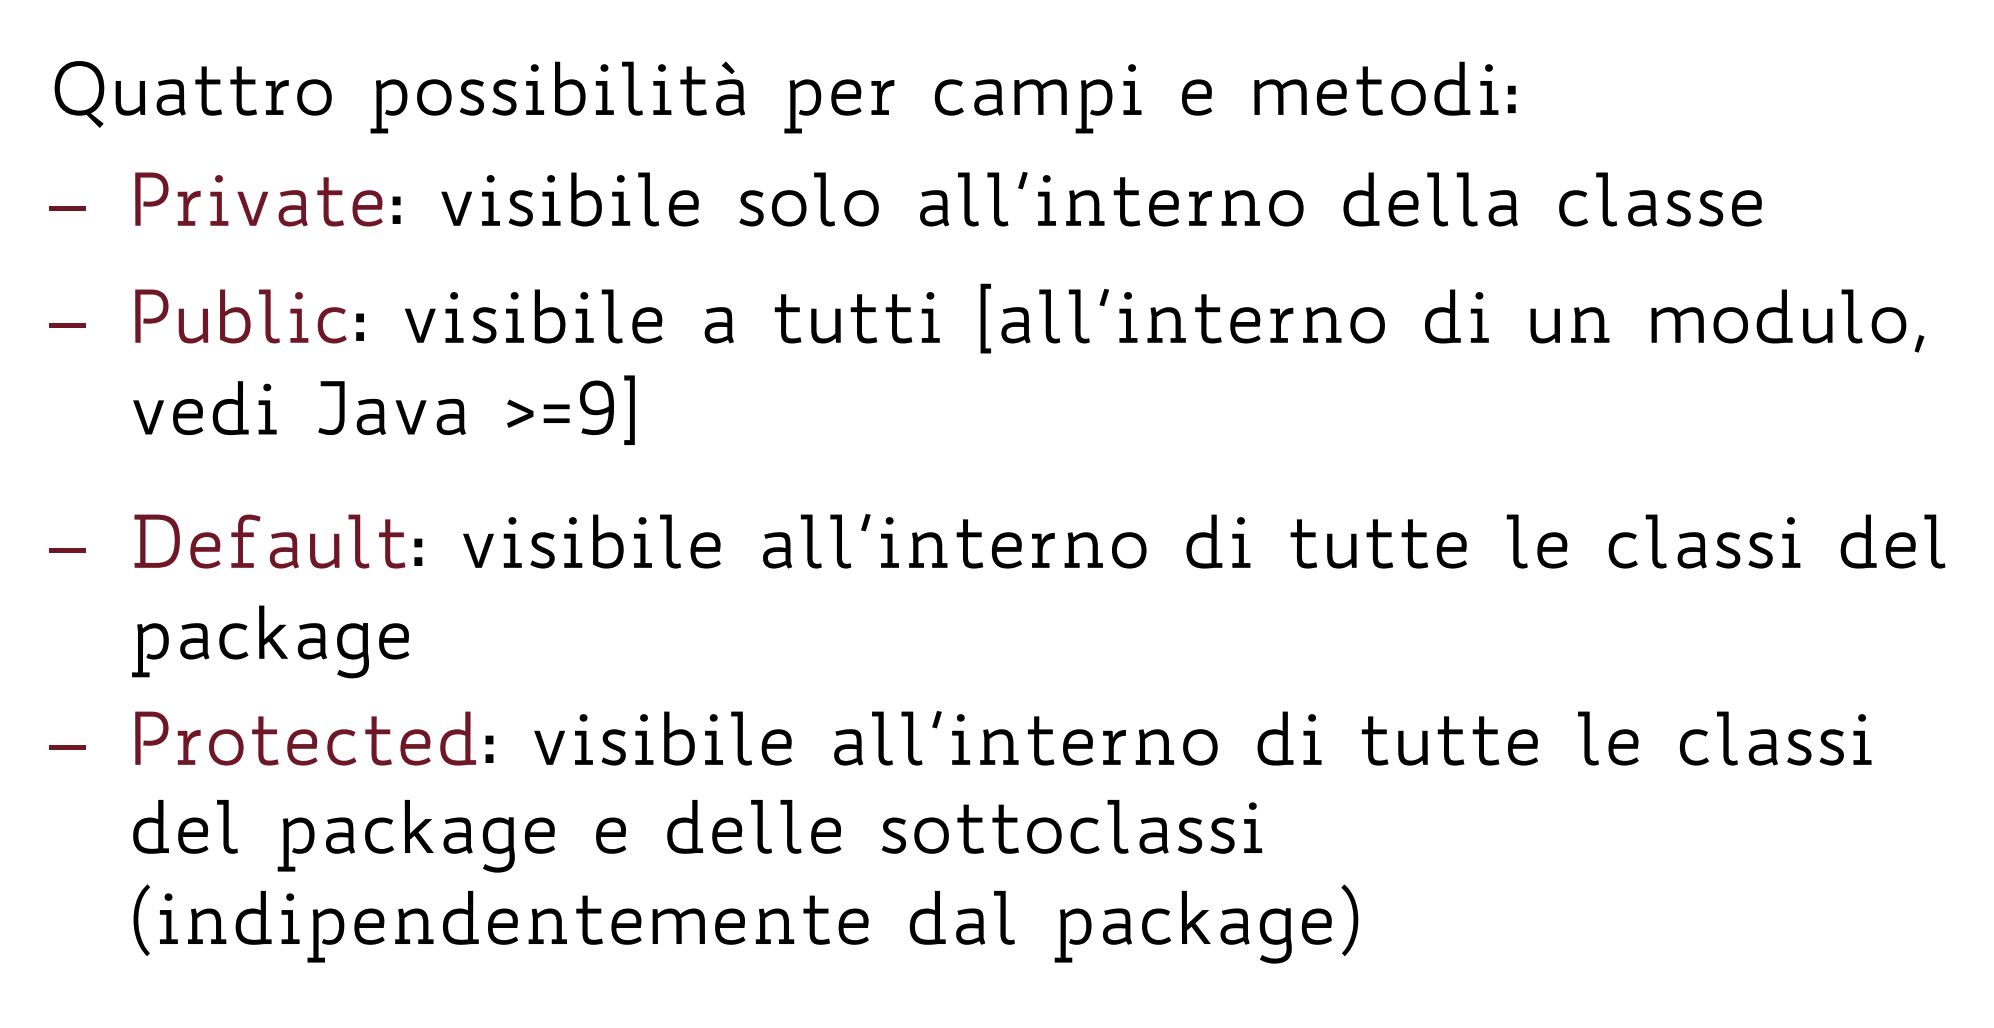 Quattro possibilità per campi e metodi:
– Private: visibile solo all'interno della classe
– Public: visibile a tutti [all'interno di un modulo,
vedi Java >=9]
– Default: visibile all'interno di tutte le classi del
package
– Protected: visibile all'interno di tutte le classi
del package e delle sottoclassi
(indipendentemente dal package)